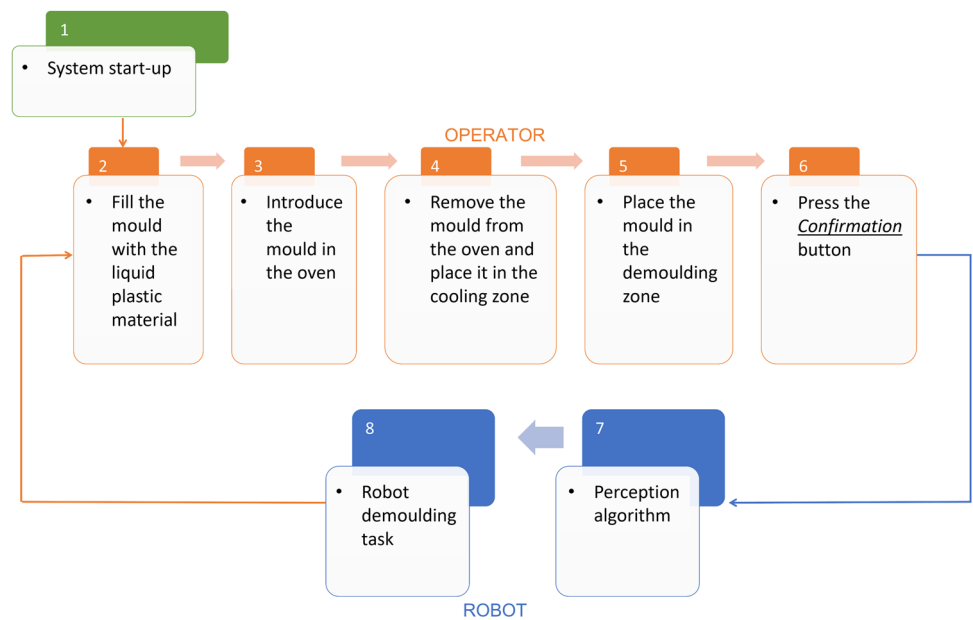 1
• System start-up
OPERATOR
2
• Fill the
mould
with the
liquid
plastic
material
3
• Introduce
the
mould in
the oven
4
• Remove the
mould from
the oven and
place it in the
cooling zone
5
• Place the
mould in
the
demoulding
zone
6
• Press the
Confirmation
button
7
• Perception
algorithm
8
• Robot
demoulding
task
ROBOT